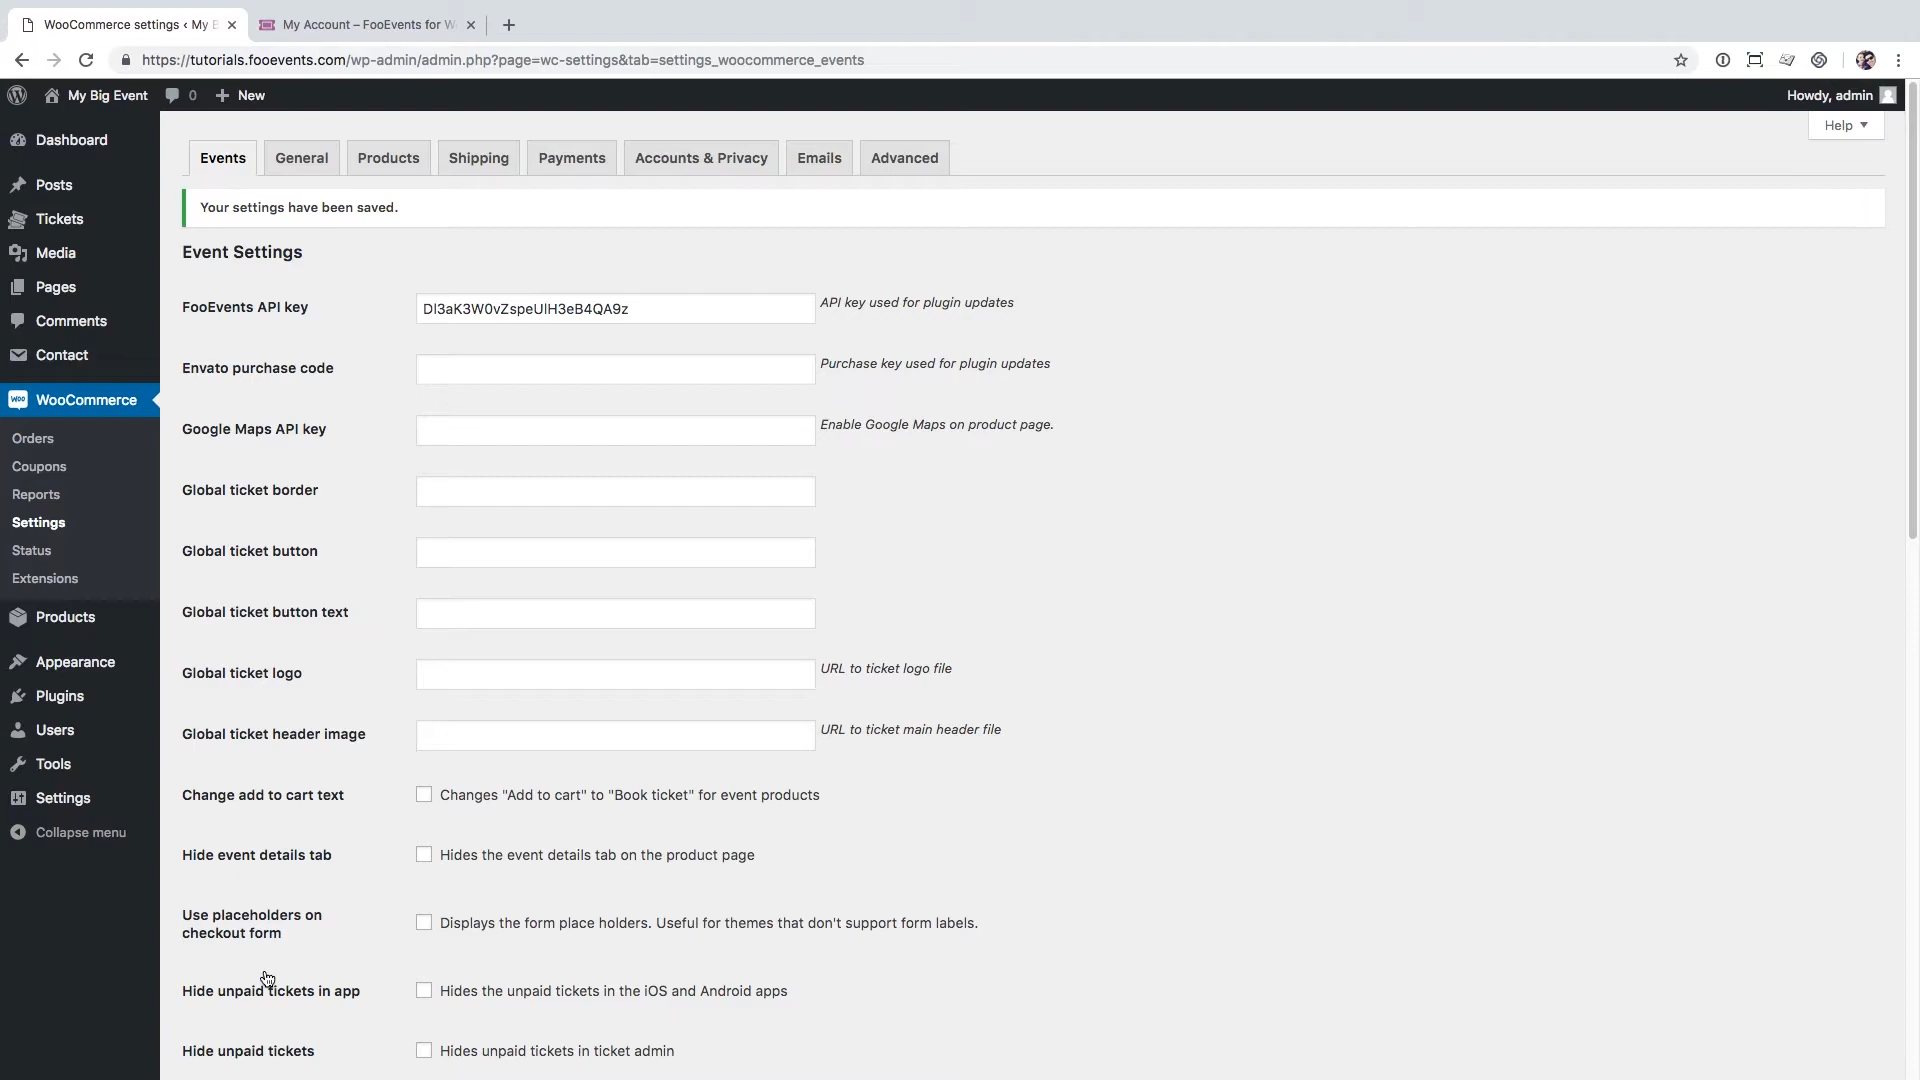 WooCommerce settings ‹ My B
My Account – FooEvents for W
https://tutorials.fooevents.com/wp-admin/admin.php?page=wc-settings&tab=settings_woocommerce_events
My Big Event
0
New
Howdy, admin
Help
Dashboard
Posts
Tickets
Media
Pages
Comments
Contact
WooCommerce
Orders
Coupons
Reports
Settings
Status
Extensions
Products
Appearance
Plugins
Users
Tools
Settings
Collapse menu
Events
General
Products
Shipping
Payments
Accounts & Privacy
Emails
Advanced
Your settings have been saved.
Event Settings
FooEvents API key
DI3aK3W0vZspeUIH3eB4QA9z
API key used for plugin updates
Envato purchase code
Purchase key used for plugin updates
Google Maps API key
Enable Google Maps on product page.
Global ticket border
Global ticket button
Global ticket button text
Global ticket logo
URL to ticket logo file
Global ticket header image
URL to ticket main header file
Change add to cart text
Changes "Add to cart" to "Book ticket" for event products
Hide event details tab
Hides the event details tab on the product page
Use placeholders on
checkout form
Displays the form place holders. Useful for themes that don't support form labels.
Hide unpaid tickets in app
Hides the unpaid tickets in the iOS and Android apps
Hide unpaid tickets
Hides unpaid tickets in ticket admin